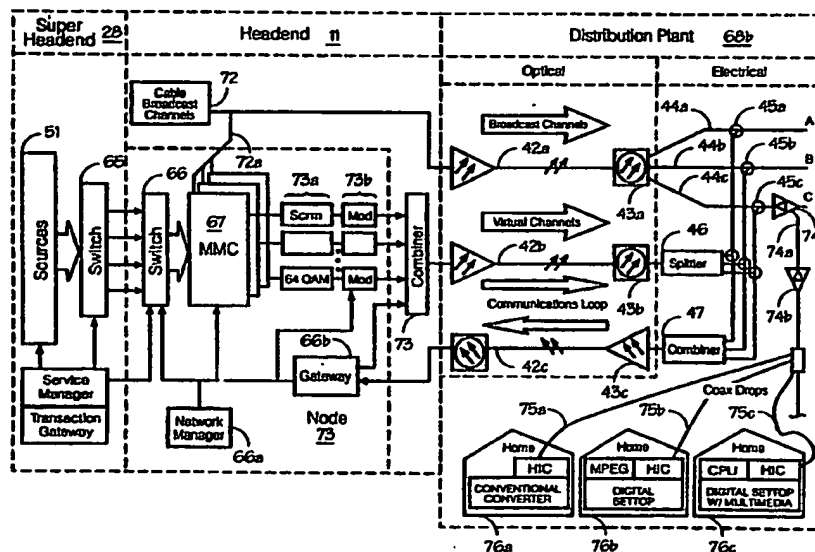 Super
Headend 28
Headend 11
Distribution Plant 68b
Optical
Electrical
Cable
Broadcast
Channels
72
72a
Broadcast Channels
42a
43a
44a
44b
44c
45a
45b
45c
A
B
C
51
Sources
65
Switch
66
Switch
67
MMC
73a
73b
Scrm
Mod
64 QAM
Mod
Combiner
73
Virtual Channels
42b
43b
46
Splitter
Communications Loop
47
Combiner
42c
43c
74
74a
74b
66b
Gateway
Service Manager
Transaction
Gateway
Network
Manager
66a
Node
73
75a
75b
Coax Drops
75c
Home
HIC
CONVENTIONAL
CONVERTER
76a
Home
MPEG
HIC
DIGITAL
SETTOP
76b
Home
CPU
HIC
DIGITAL SETTOP
W/ MULTIMEDIA
76c